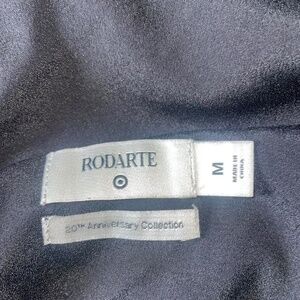 RODARTE
M
MADE IN
CHINA
20TH Anniversary Collection